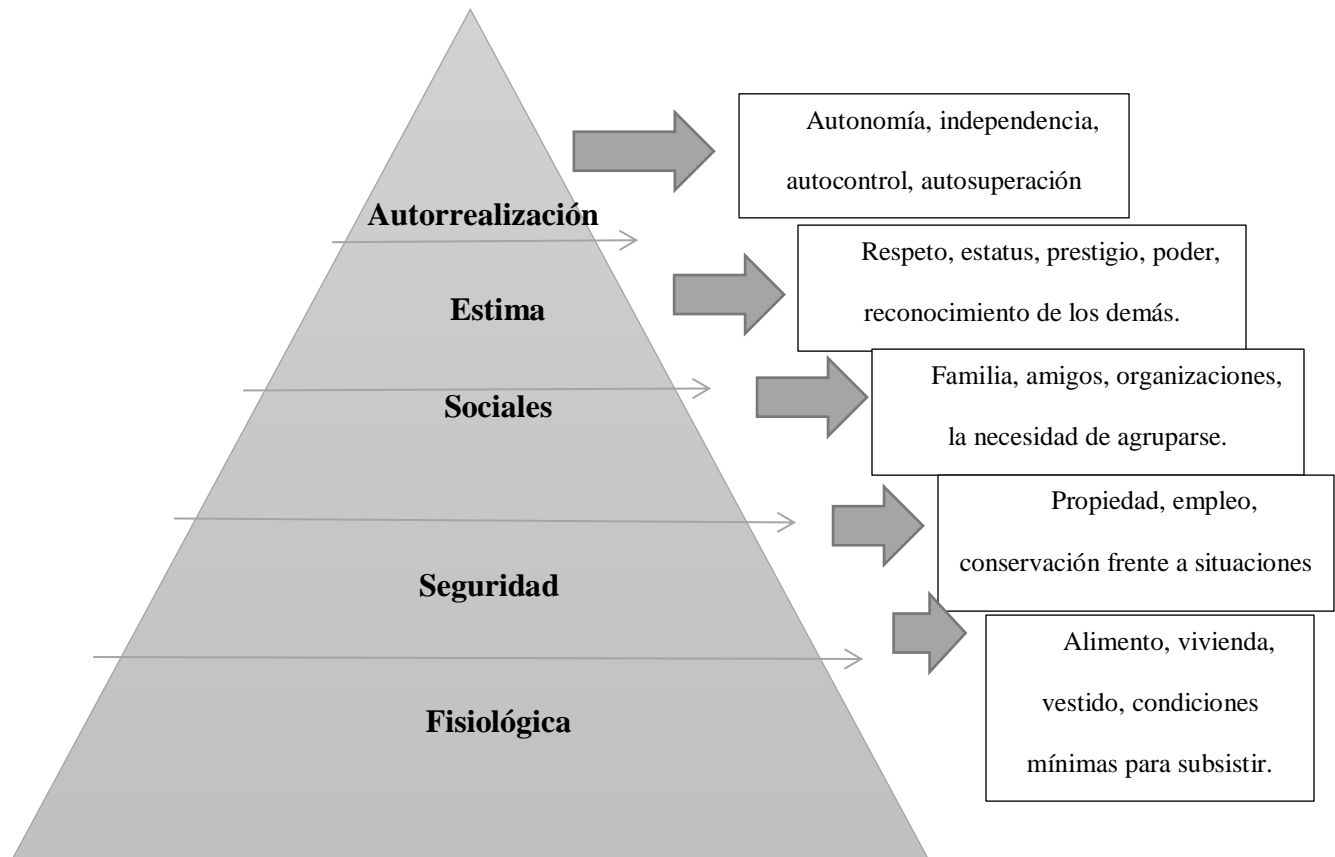 Autonomía, independencia,
autocontrol, autosuperación
Autorrealización
Respeto, estatus, prestigio, poder,
reconocimiento de los demás.
Estima
Familia, amigos, organizaciones,
la necesidad de agruparse.
Sociales
Propiedad, empleo,
conservación frente a situaciones
Seguridad
Alimento, vivienda,
vestido, condiciones
mínimas para subsistir.
Fisiológica